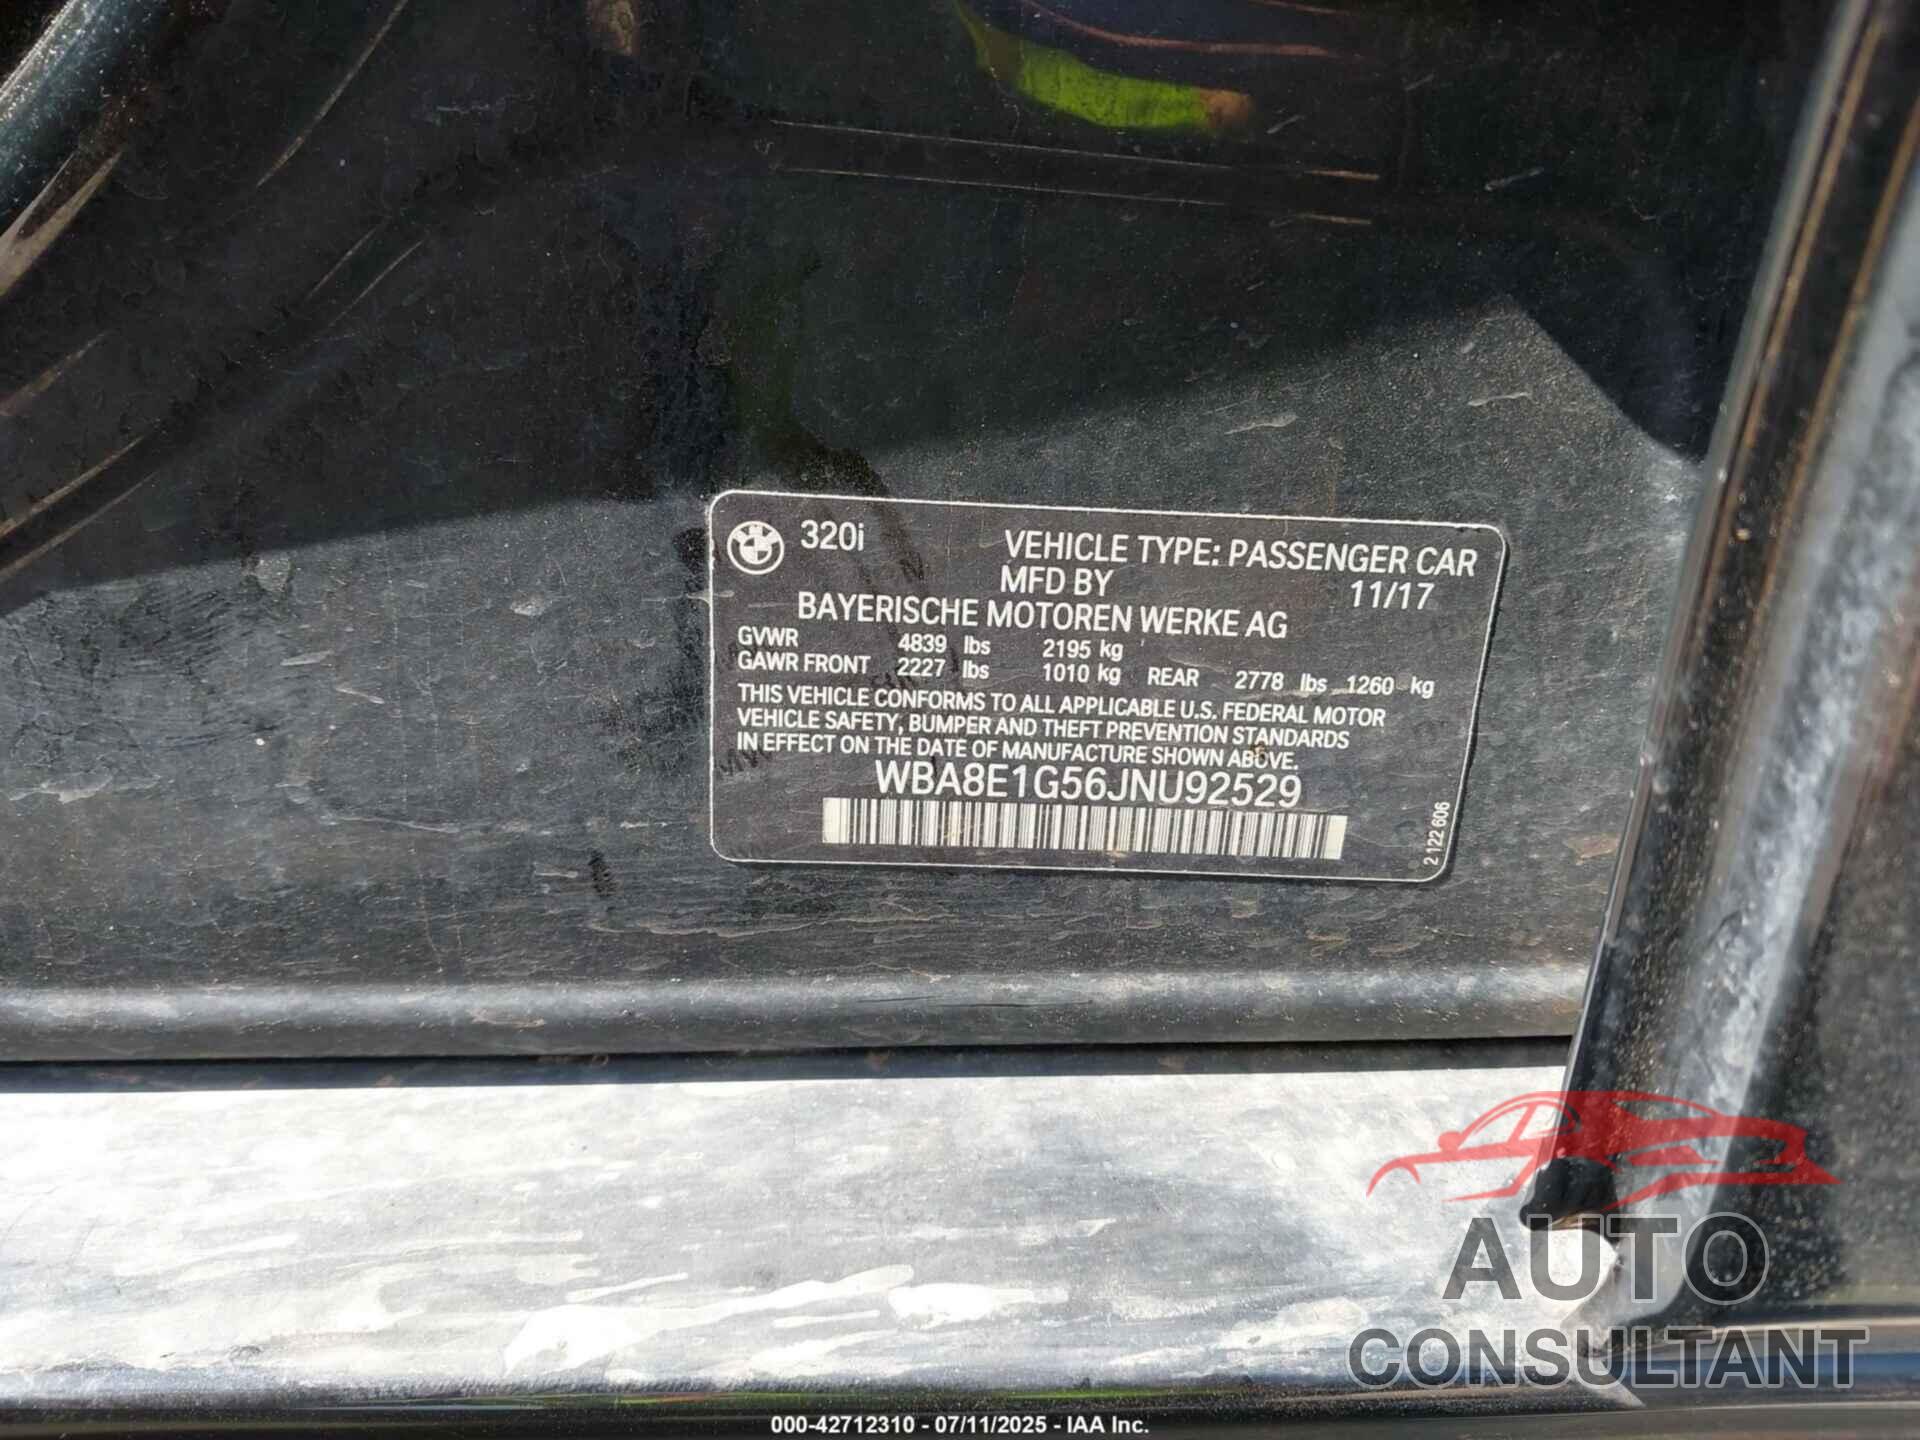 320i
VEHICLE TYPE: PASSENGER CAR
MFD BY 11/17
BAYERISCHE MOTOREN WERKE AG
GVWR 4839 lbs 2195 kg
GAWR FRONT 2227 lbs 1010 kg REAR 2778 lbs 1260 kg
THIS VEHICLE CONFORMS TO ALL APPLICABLE U.S. FEDERAL MOTOR
VEHICLE SAFETY, BUMPER AND THEFT PREVENTION STANDARDS
IN EFFECT ON THE DATE OF MANUFACTURE SHOWN ABOVE.
WBA8E1G56JNU92529
2 122 606
AUTO
CONSULTANT
000-42712310 - 07/11/2025 - IAA Inc.